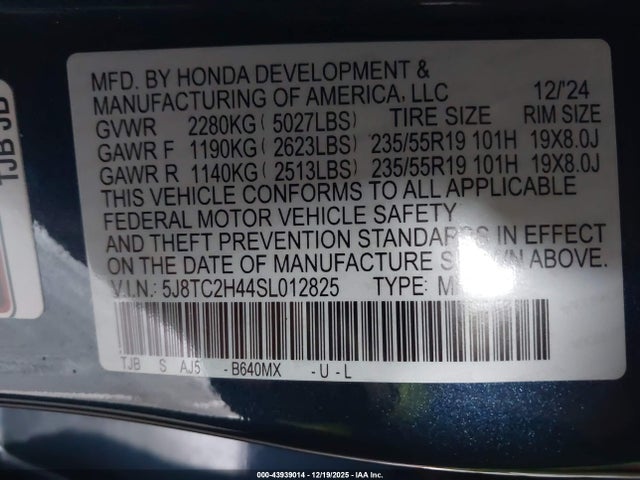 TJB JD
MFD. BY HONDA DEVELOPMENT &
MANUFACTURING OF AMERICA, LLC 12/'24
GVWR 2280KG ( 5027LBS) TIRE SIZE RIM SIZE
GAWR F 1190KG ( 2623LBS) 235/55R19 101H 19X8.0J
GAWR R 1140KG ( 2513LBS) 235/55R19 101H 19X8.0J
THIS VEHICLE CONFORMS TO ALL APPLICABLE
FEDERAL MOTOR VEHICLE SAFETY
AND THEFT PREVENTION STANDARDS IN EFFECT
ON THE DATE OF MANUFACTURE SHOWN ABOVE.
V.I.N.: 5J8TC2H44SL012825 TYPE:
TJB S AJ5 -B640MX -U-L
000-43939014 | 12/19/2025 | IAA Inc.